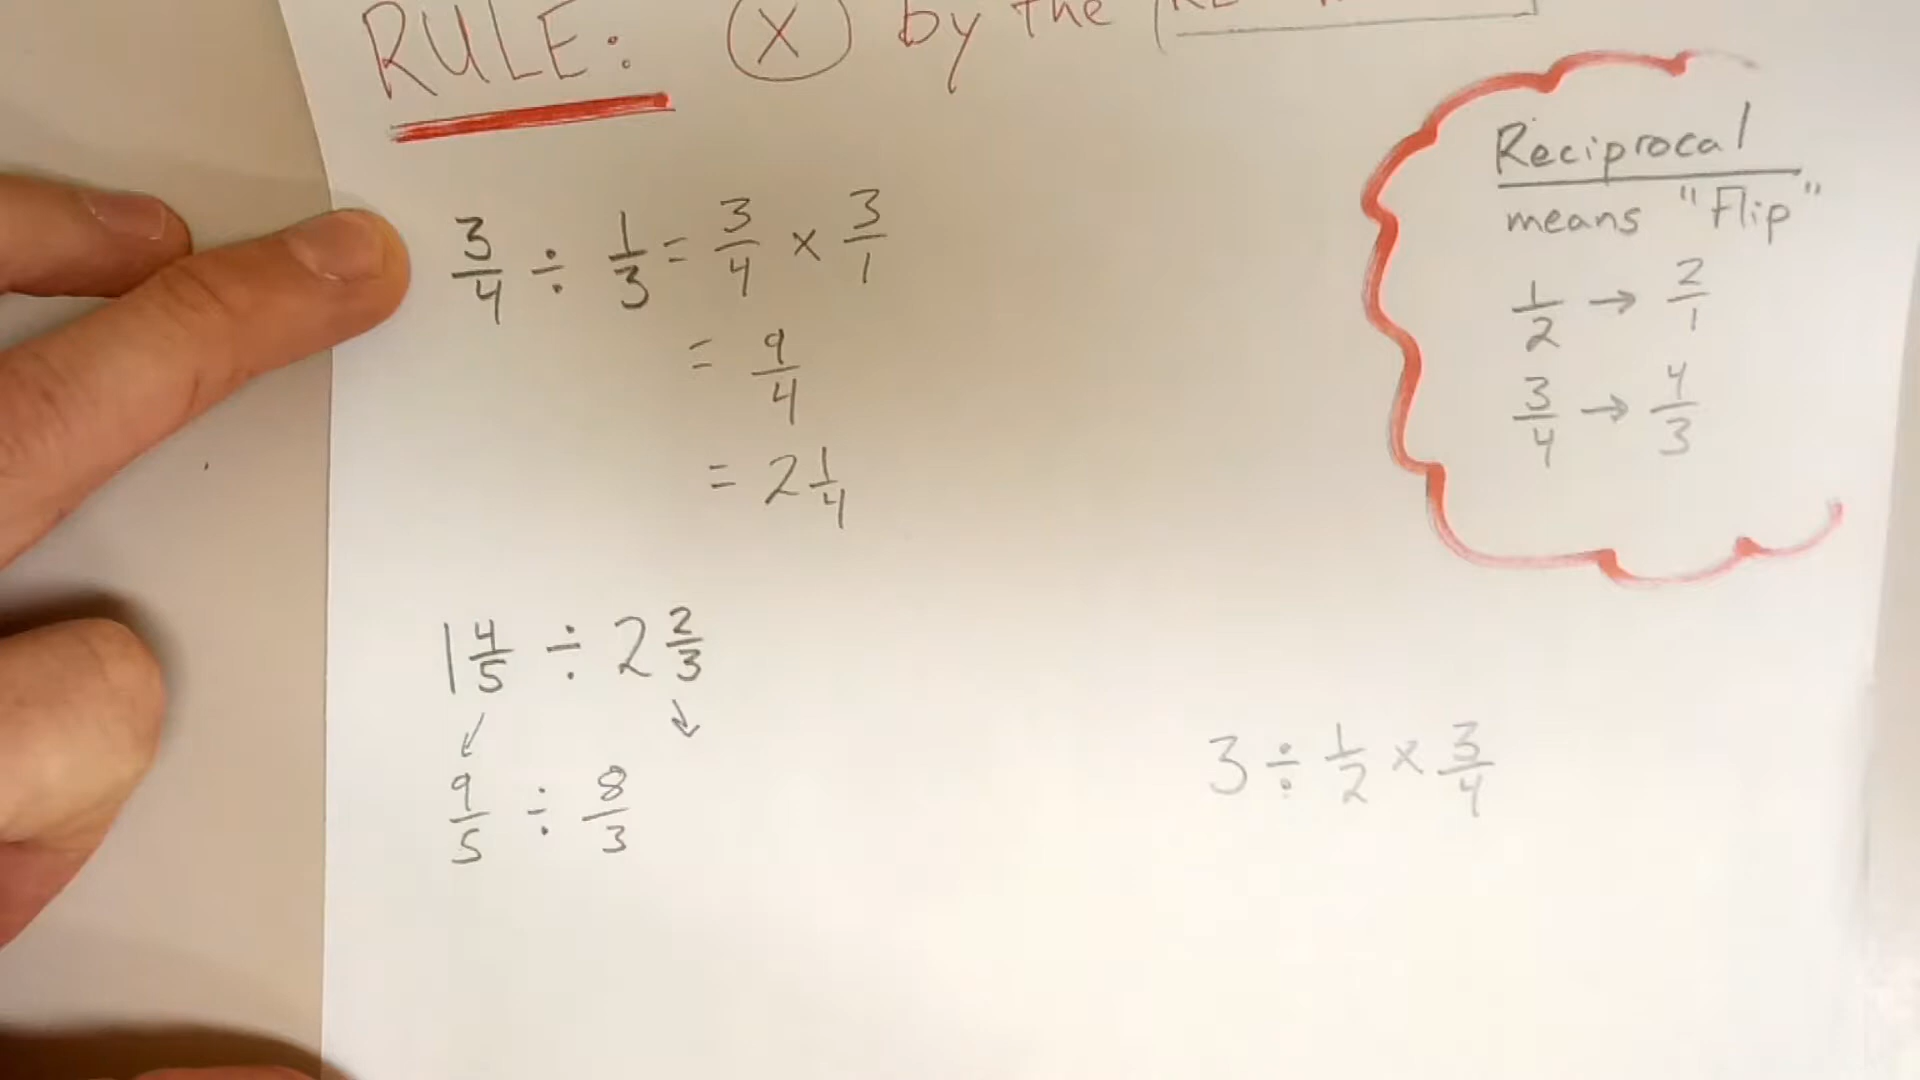 RULE: X by the
3/4 ÷ 1/3 = 3/4 × 3/1
= 9/4
= 2 1/4
Reciprocal
means "Flip"
1/2 → 2/1
3/4 → 4/3
1 4/5 ÷ 2 2/3
↙ ↘
9/5 ÷ 8/3
3 ÷ 1/2 × 3/4